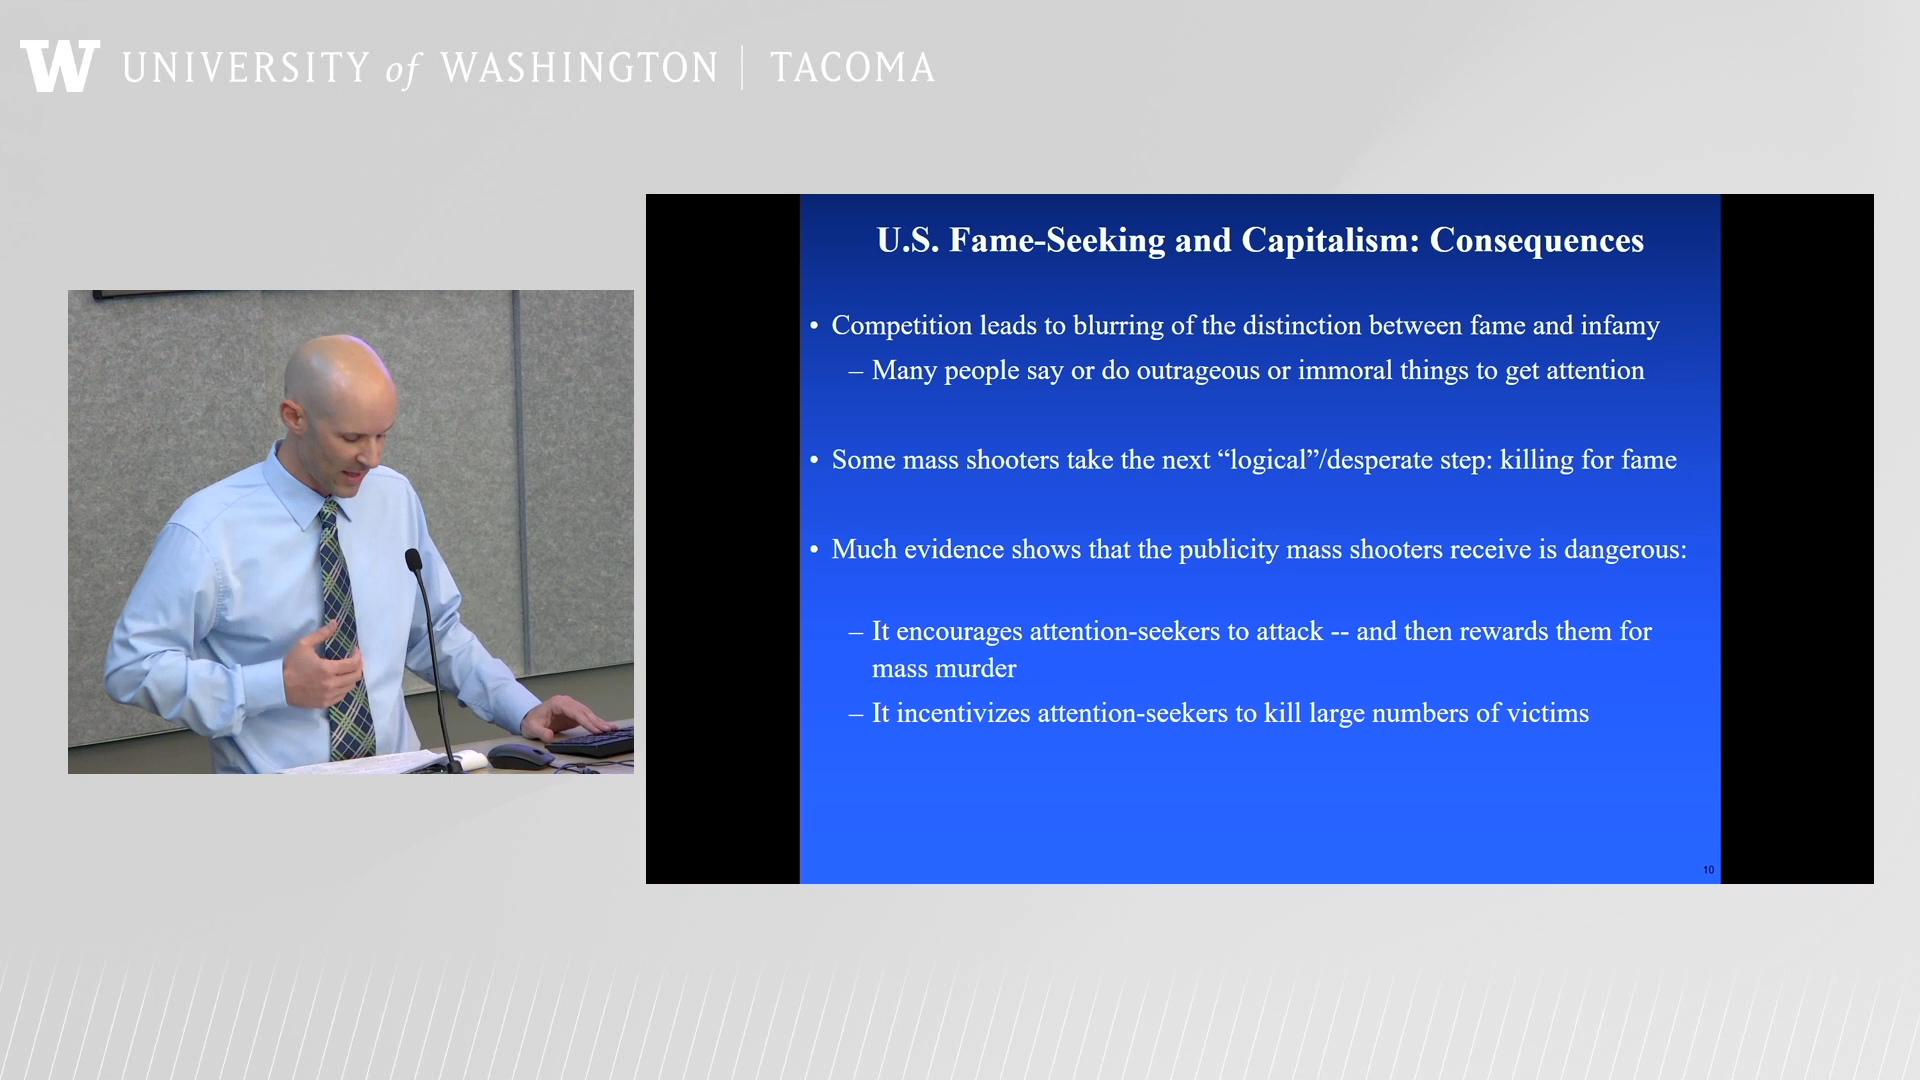 W UNIVERSITY of WASHINGTON | TACOMA
U.S. Fame-Seeking and Capitalism: Consequences
• Competition leads to blurring of the distinction between fame and infamy
– Many people say or do outrageous or immoral things to get attention
• Some mass shooters take the next “logical”/desperate step: killing for fame
• Much evidence shows that the publicity mass shooters receive is dangerous:
– It encourages attention-seekers to attack -- and then rewards them for
mass murder
– It incentivizes attention-seekers to kill large numbers of victims
10